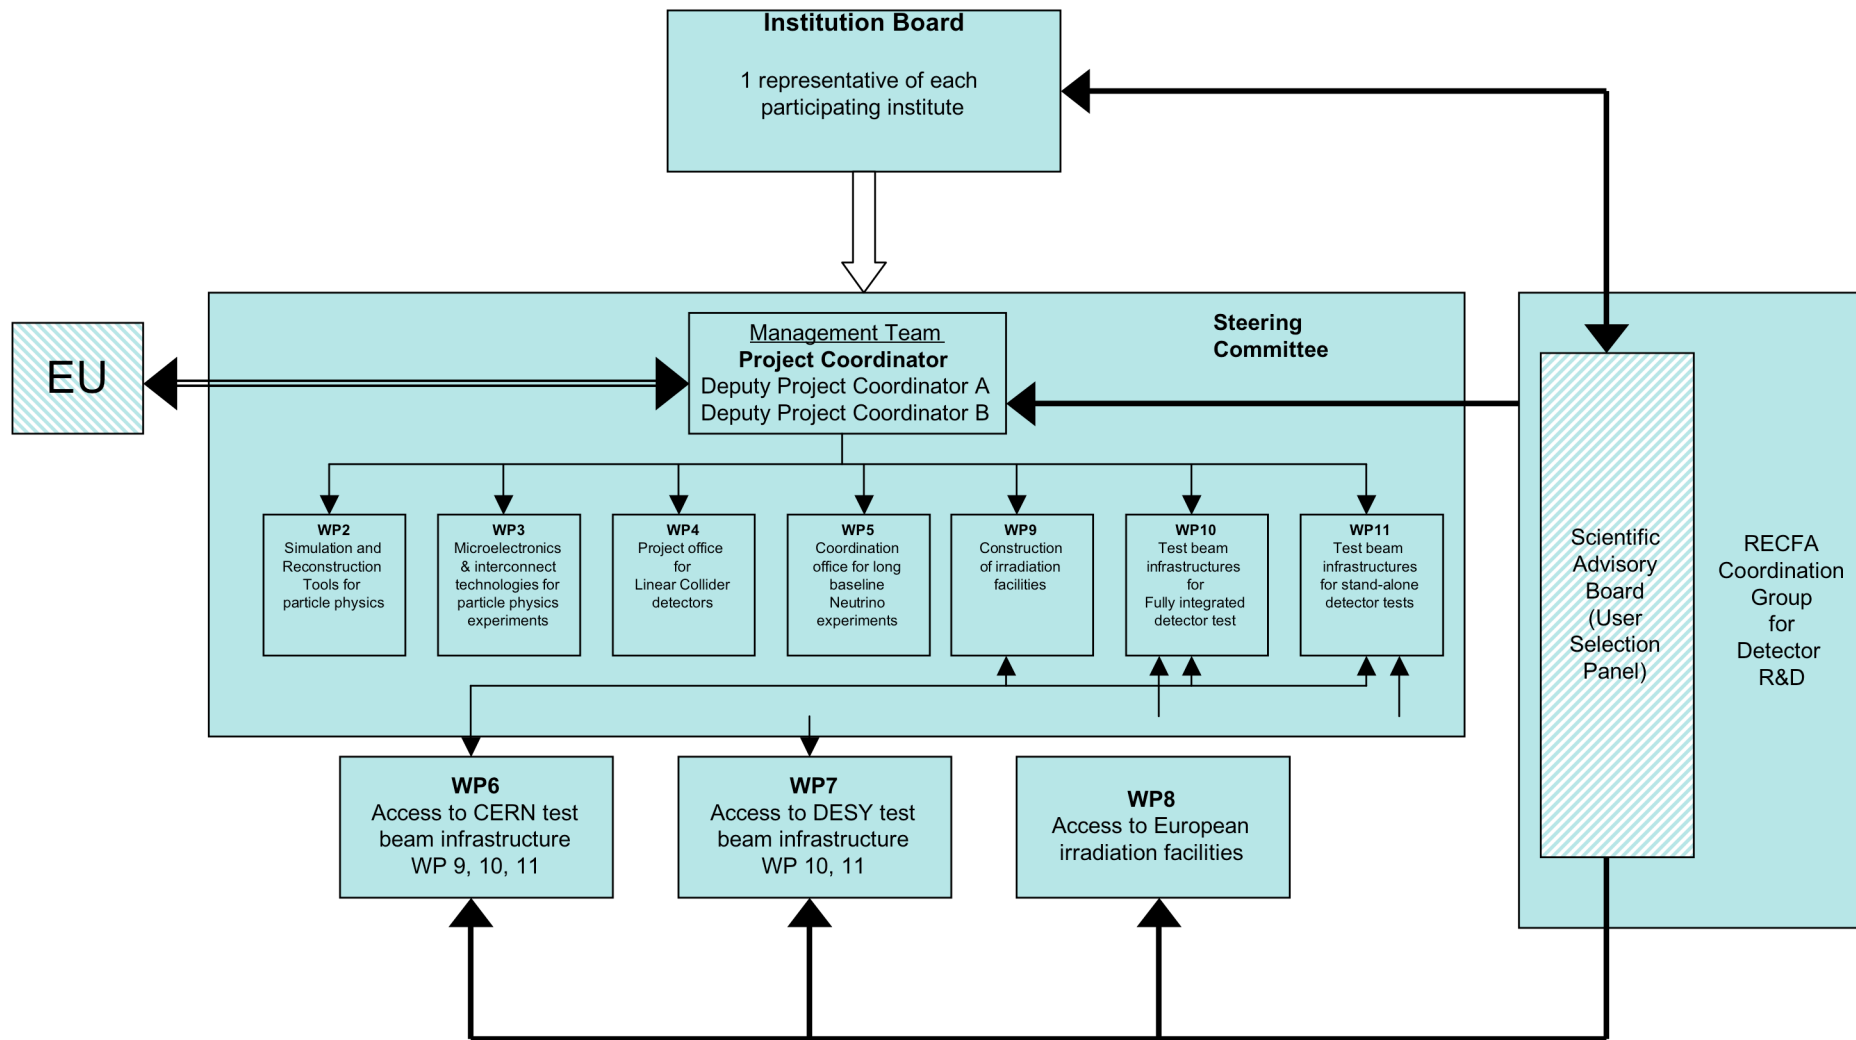 Institution Board
1 representative of each
participating institute
EU
Steering
Committee
Management Team
Project Coordinator
Deputy Project Coordinator A
Deputy Project Coordinator B
WP2
Simulation and
Reconstruction
Tools for
particle physics
WP3
Microelectronics
& interconnect
technologies for
particle physics
experiments
WP4
Project office
for
Linear Collider
detectors
WP5
Coordination
office for long
baseline
Neutrino
experiments
WP9
Construction
of irradiation
facilities
WP10
Test beam
infrastructures
for
Fully integrated
detector test
WP11
Test beam
infrastructures
for stand-alone
detector tests
Scientific
Advisory
Board
(User
Selection
Panel)
RECFA
Coordination
Group
for
Detector
R&D
WP6
Access to CERN test
beam infrastructure
WP 9, 10, 11
WP7
Access to DESY test
beam infrastructure
WP 10, 11
WP8
Access to European
irradiation facilities